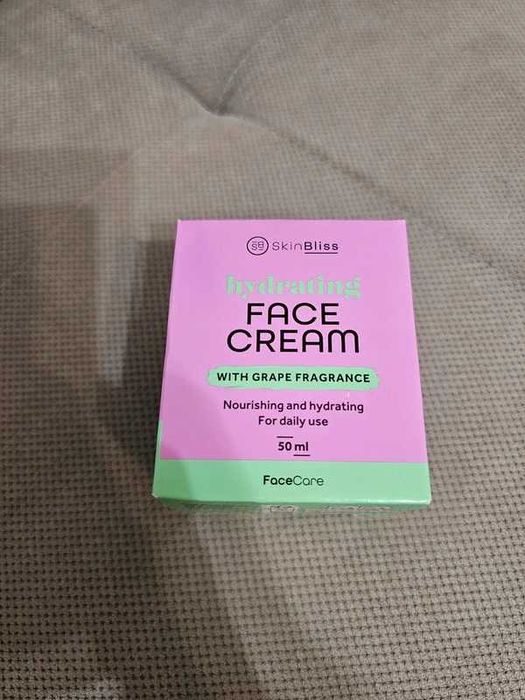 SkinBliss
hydrating
FACE
CREAM
WITH GRAPE FRAGRANCE
Nourishing and hydrating
For daily use
50 ml
FaceCare